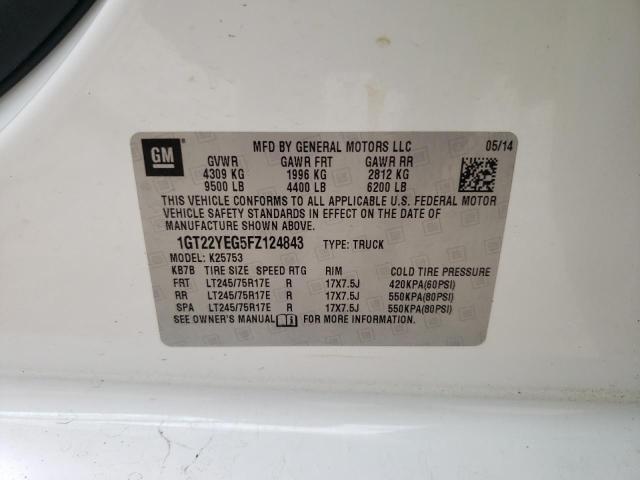 GM
MFD BY GENERAL MOTORS LLC 05/14
GVWR GAWR FRT GAWR RR
4309 KG 1996 KG 2812 KG
9500 LB 4400 LB 6200 LB
THIS VEHICLE CONFORMS TO ALL APPLICABLE U.S. FEDERAL MOTOR
VEHICLE SAFETY STANDARDS IN EFFECT ON THE DATE OF
MANUFACTURE SHOWN ABOVE.
1GT22YEG5FZ124843 TYPE: TRUCK
MODEL: K25753
KB7B TIRE SIZE SPEED RTG RIM COLD TIRE PRESSURE
FRT LT245/75R17E R 17X7.5J 420KPA(60PSI)
RR LT245/75R17E R 17X7.5J 550KPA(80PSI)
SPA LT245/75R17E R 17X7.5J 550KPA(80PSI)
SEE OWNER'S MANUAL FOR MORE INFORMATION.